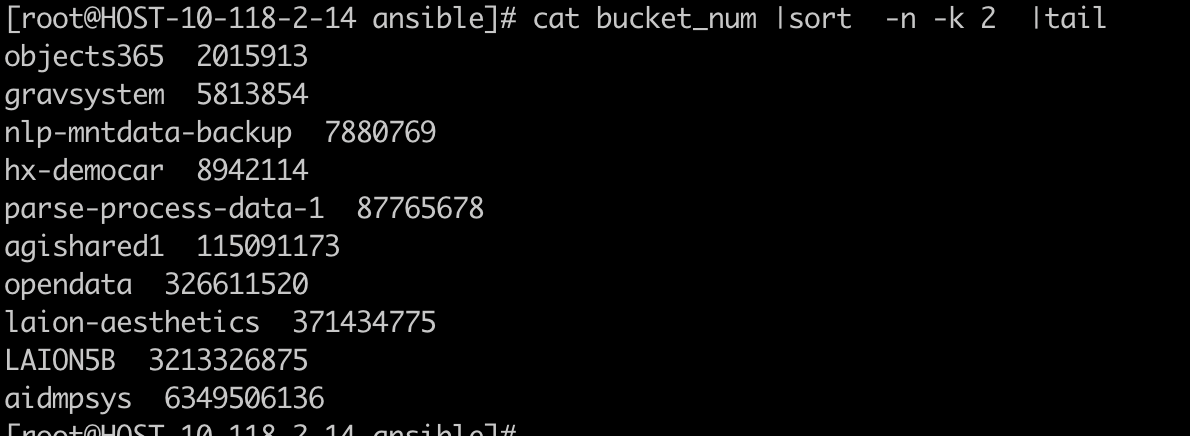 [root@HOST-10-118-2-14 ansible]# cat bucket_num |sort  -n -k 2  |tail
objects365  2015913
gravsystem  5813854
nlp-mntdata-backup  7880769
hx-democar  8942114
parse-process-data-1  87765678
agishared1  115091173
opendata  326611520
laion-aesthetics  371434775
LAION5B  3213326875
aidmpsys  6349506136
[root@HOST-10-118-2-14 ansible]#